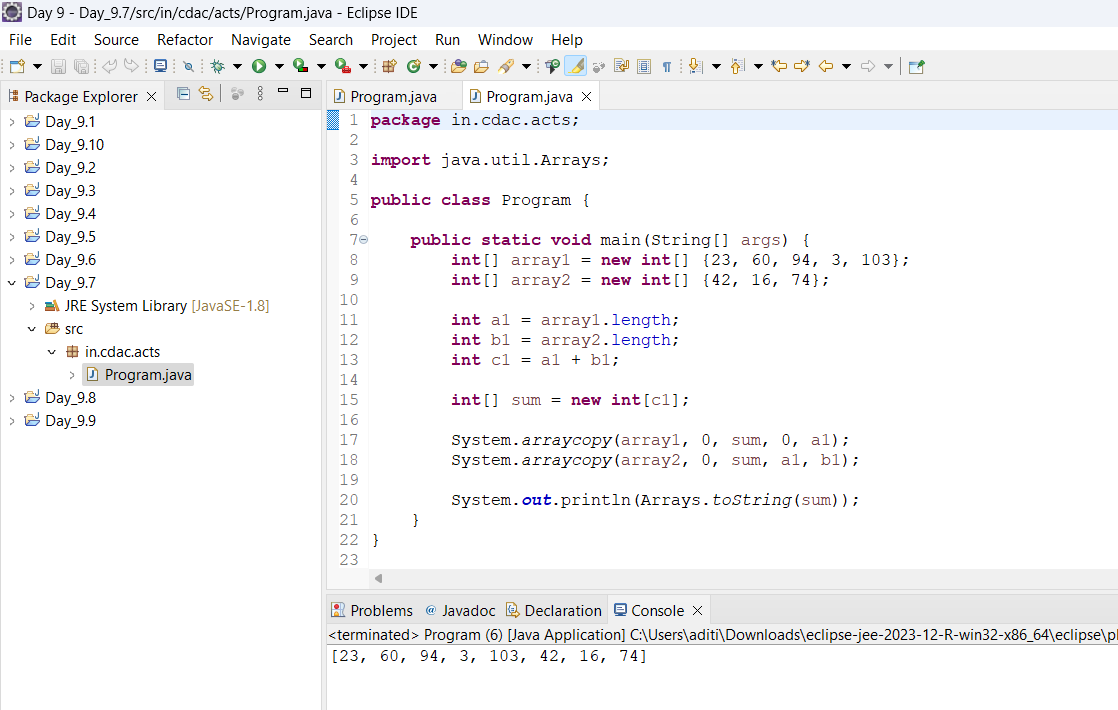 Day 9 - Day_9.7/src/in/cdac/acts/Program.java - Eclipse IDE
File Edit Source Refactor Navigate Search Project Run Window Help
Package Explorer
Day_9.1
Day_9.10
Day_9.2
Day_9.3
Day_9.4
Day_9.5
Day_9.6
Day_9.7
JRE System Library [JavaSE-1.8]
src
in.cdac.acts
Program.java
Day_9.8
Day_9.9
Program.java Program.java
1 package in.cdac.acts;
2
3 import java.util.Arrays;
4
5 public class Program {
6
7 public static void main(String[] args) {
8 int[] array1 = new int[] {23, 60, 94, 3, 103};
9 int[] array2 = new int[] {42, 16, 74};
10
11 int a1 = array1.length;
12 int b1 = array2.length;
13 int c1 = a1 + b1;
14
15 int[] sum = new int[c1];
16
17 System.arraycopy(array1, 0, sum, 0, a1);
18 System.arraycopy(array2, 0, sum, a1, b1);
19
20 System.out.println(Arrays.toString(sum));
21 }
22 }
23
Problems @ Javadoc Declaration Console
<terminated> Program (6) [Java Application] C:\Users\aditi\Downloads\eclipse-jee-2023-12-R-win32-x86_64\eclipse\pl
[23, 60, 94, 3, 103, 42, 16, 74]